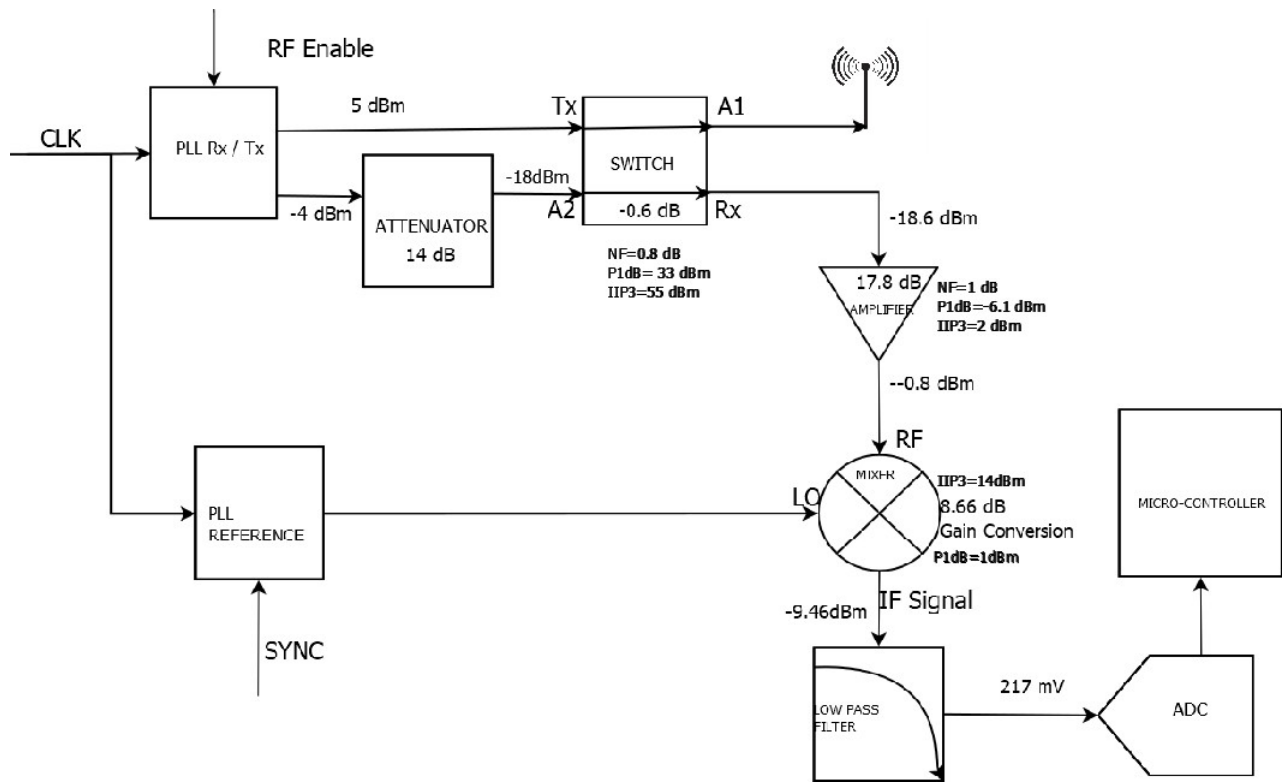 RF Enable
CLK
PLL Rx / Tx
5 dBm
Tx
A1
-4 dBm
ATTENUATOR
14 dB
-18dBm
A2
SWITCH
-0.6 dB
Rx
NF=0.8 dB
P1dB= 33 dBm
IIP3=55 dBm
-18.6 dBm
17.8 dB
AMPLIFIER
NF=1 dB
P1dB=-6.1 dBm
IIP3=2 dBm
--0.8 dBm
RF
PLL
REFERENCE
LO
MIXER
IIP3=14dBm
8.66 dB
Gain Conversion
P1dB=1dBm
MICRO-CONTROLLER
SYNC
-9.46dBm
IF Signal
LOW PASS
FILTER
217 mV
ADC